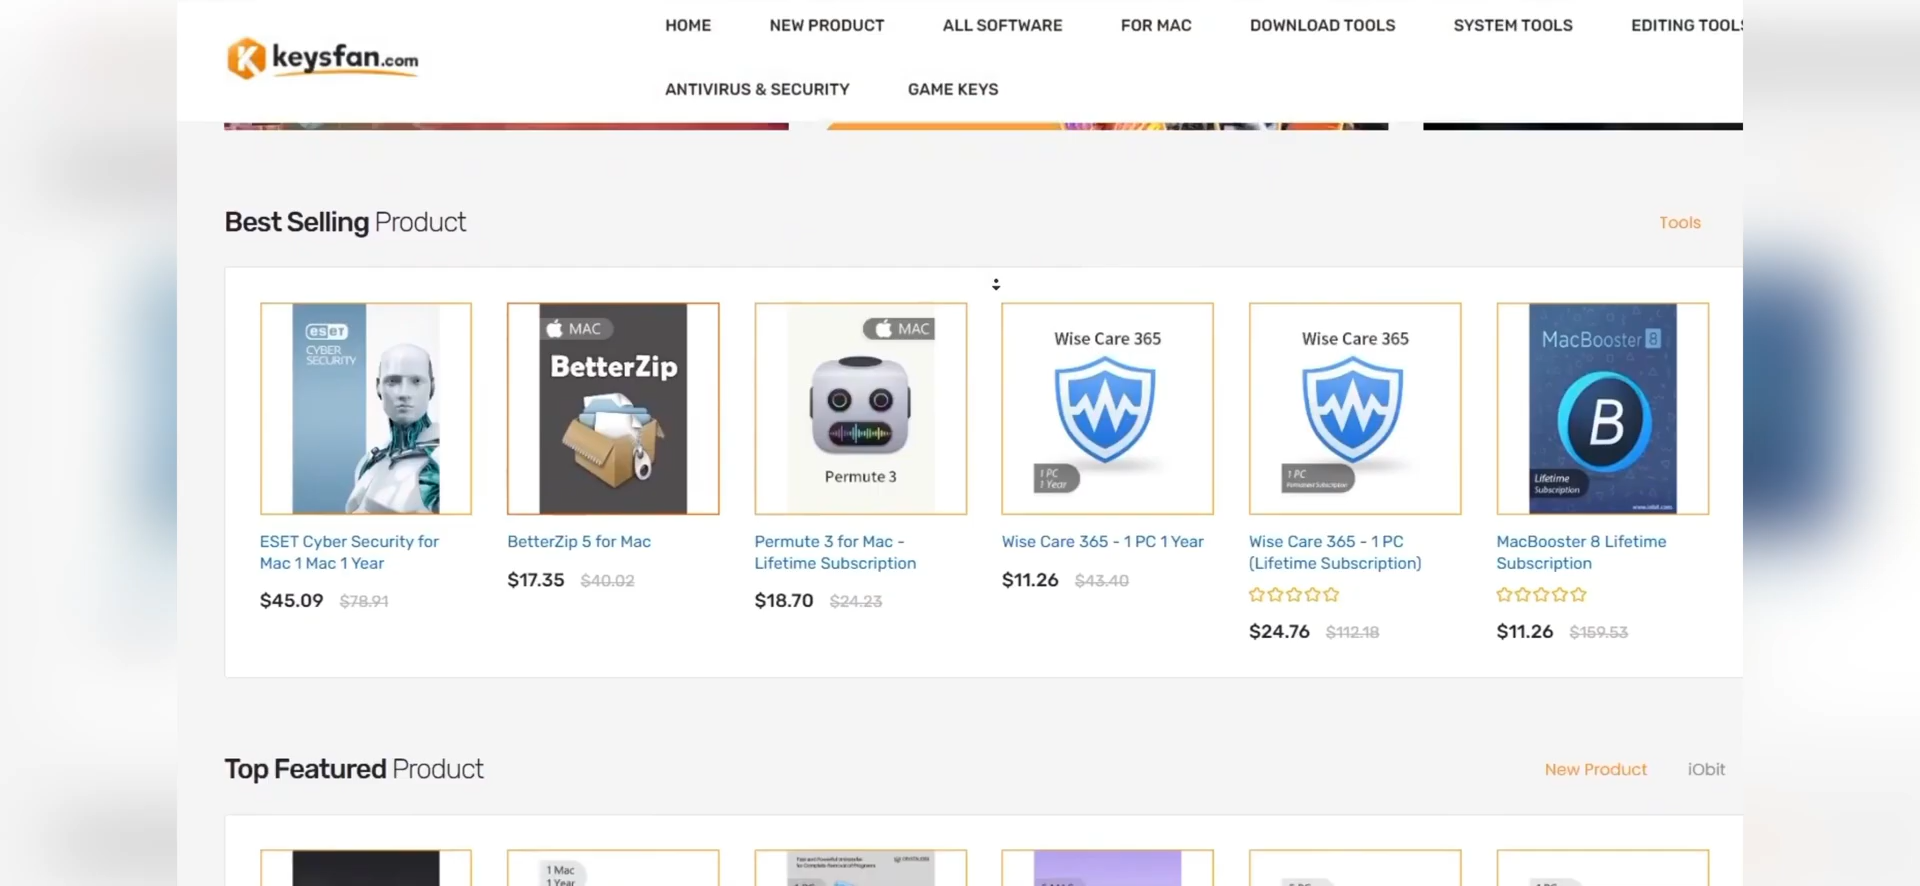 HOME NEW PRODUCT ALL SOFTWARE FOR MAC DOWNLOAD TOOLS SYSTEM TOOLS EDITING TOOLS
keysfan.com
ANTIVIRUS & SECURITY GAME KEYS
Best Selling Product
Tools
eset
CYBER
SECURITY
MAC
BetterZip
MAC
Permute 3
Wise Care 365
1 PC
1 Year
Wise Care 365
1 PC
Permanent Subscription
MacBooster 8
B
Lifetime
Subscription
www.iobit.com
ESET Cyber Security for
Mac 1 Mac 1 Year
$45.09 $78.91
BetterZip 5 for Mac
$17.35 $40.02
Permute 3 for Mac -
Lifetime Subscription
$18.70 $24.23
Wise Care 365 - 1 PC 1 Year
$11.26 $43.40
Wise Care 365 - 1 PC
(Lifetime Subscription)
$24.76 $112.18
MacBooster 8 Lifetime
Subscription
$11.26 $159.53
Top Featured Product
New Product iObit
1 Mac
1 Year